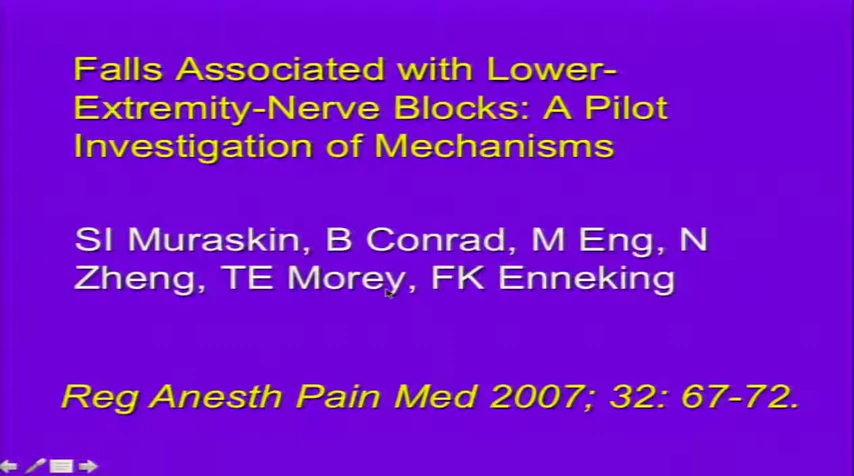 Falls Associated with Lower-
Extremity-Nerve Blocks: A Pilot
Investigation of Mechanisms
SI Muraskin, B Conrad, M Eng, N
Zheng, TE Morey, FK Enneking
Reg Anesth Pain Med 2007; 32: 67-72.